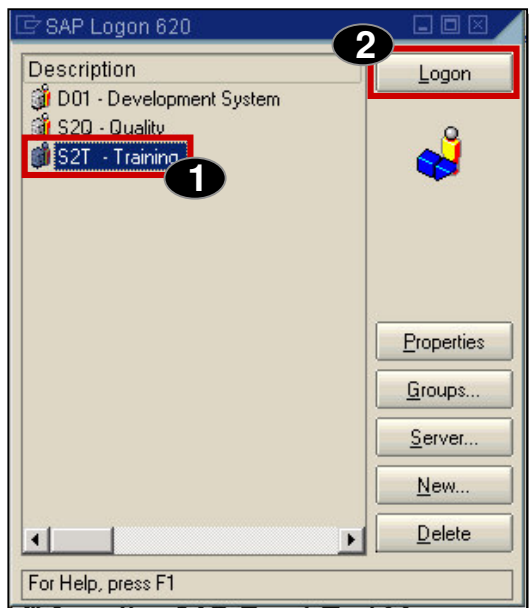 SAP Logon 620
2
Description
Logon
D01 - Development System
S2Q - Quality
S2T - Training
1
Properties
Groups...
Server...
New...
Delete
For Help, press F1